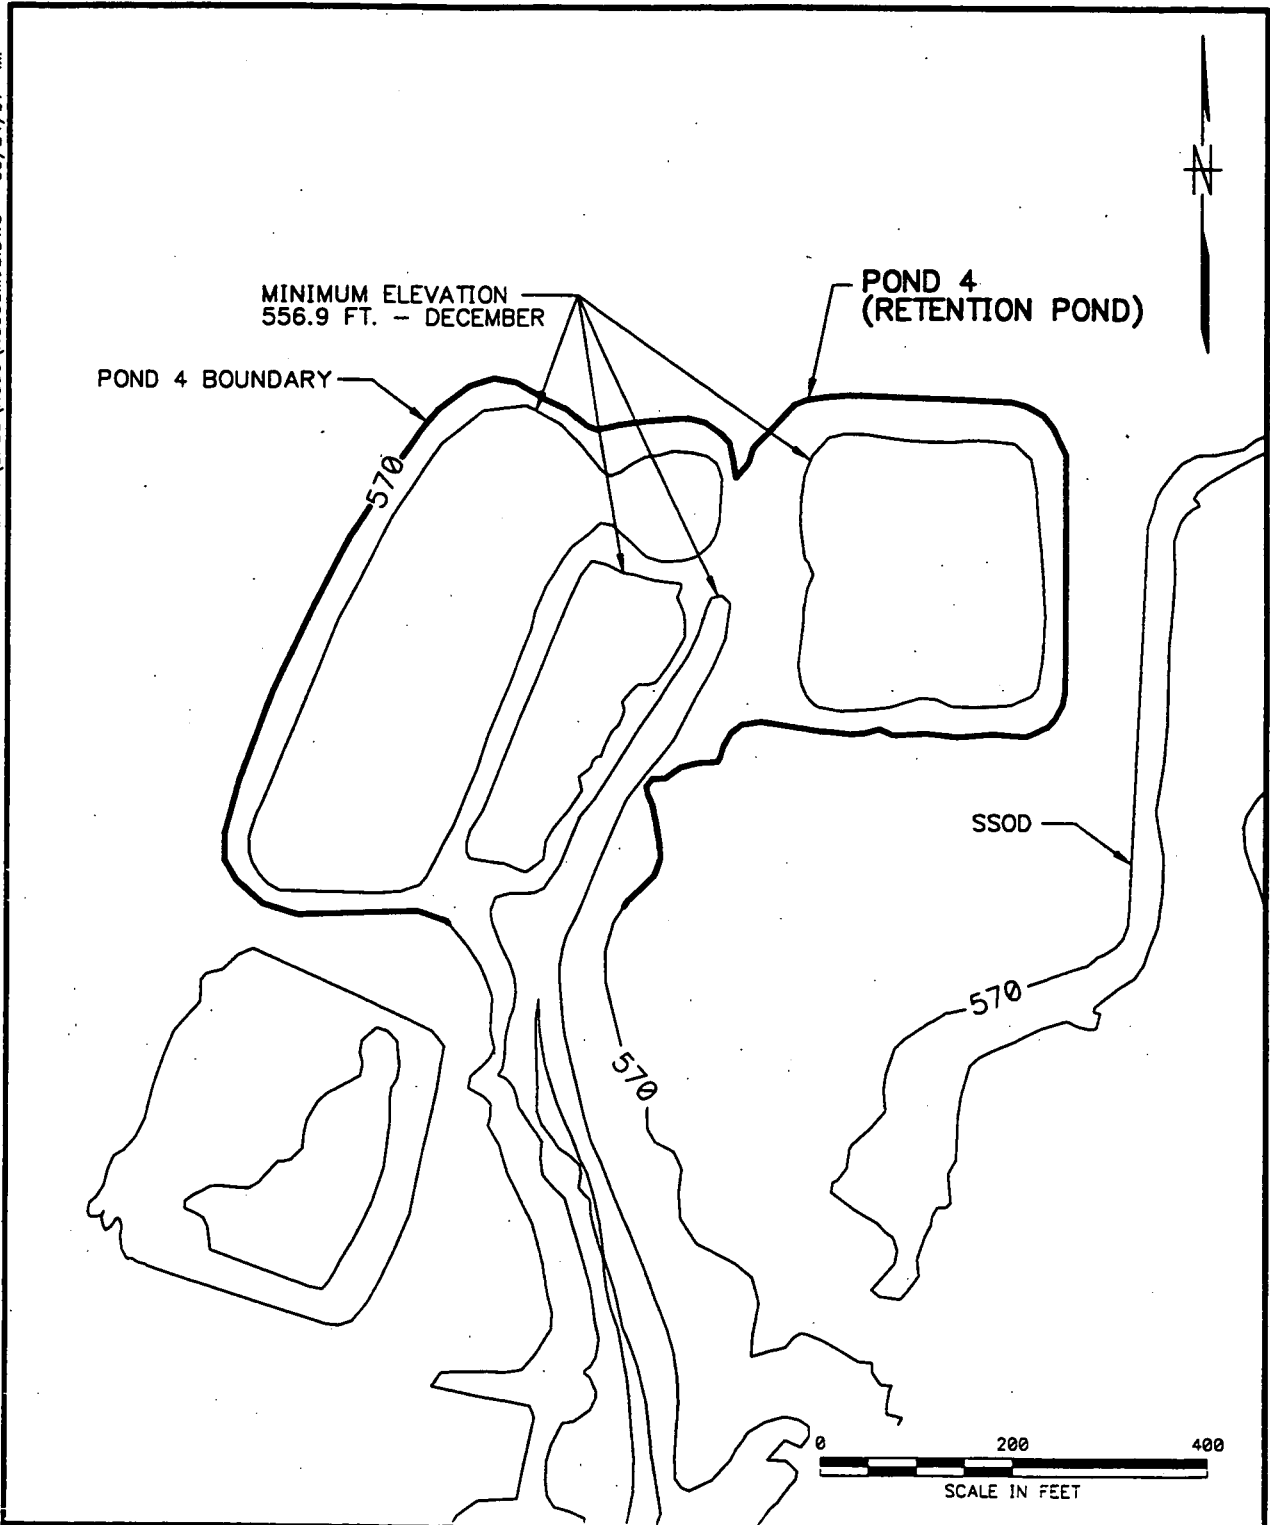 N
MINIMUM ELEVATION
556.9 FT. – DECEMBER
POND 4
(RETENTION POND)
POND 4 BOUNDARY
570
SSOD
570
570
0 200 400
SCALE IN FEET